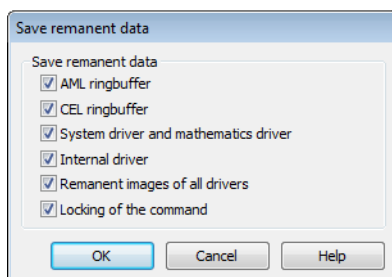 Save remanent data
Save remanent data
AML ringbuffer
CEL ringbuffer
System driver and mathematics driver
Internal driver
Remanent images of all drivers
Locking of the command
OK Cancel Help